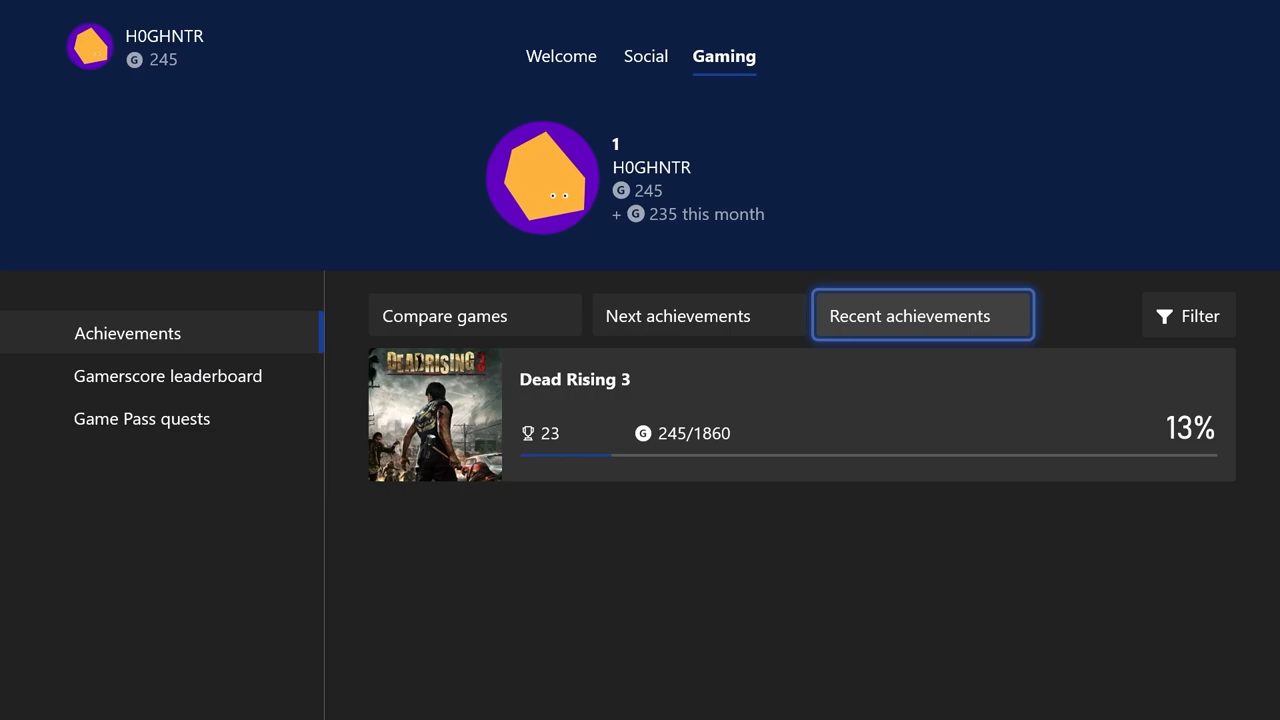 H0GHNTR
G 245
Welcome Social Gaming
1
H0GHNTR
G 245
+ G 235 this month
Achievements
Gamerscore leaderboard
Game Pass quests
Compare games Next achievements Recent achievements Filter
DEADRISING 3
Dead Rising 3
23 G 245/1860 13%